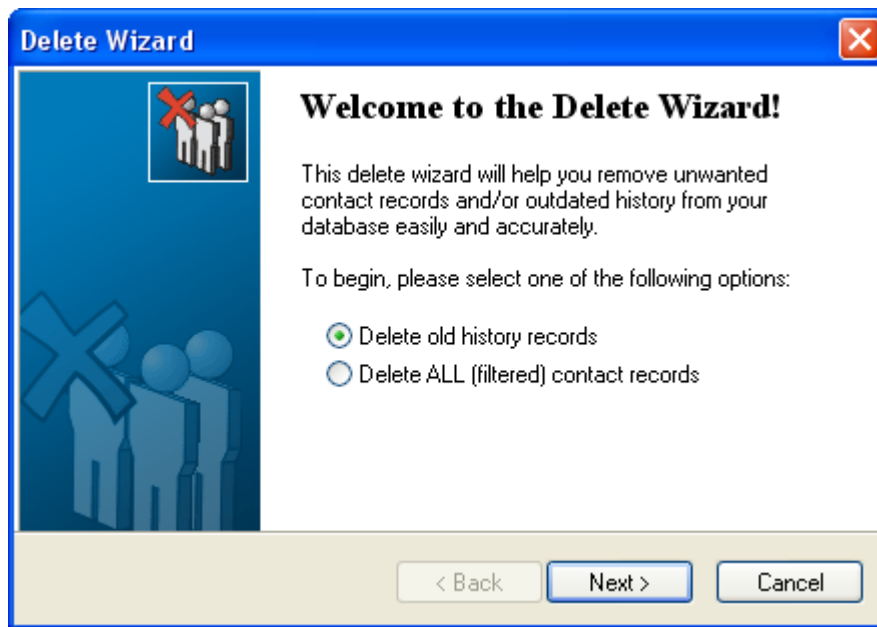 Delete Wizard
Welcome to the Delete Wizard!
This delete wizard will help you remove unwanted
contact records and/or outdated history from your
database easily and accurately.
To begin, please select one of the following options:
Delete old history records
Delete ALL (filtered) contact records
< Back
Next >
Cancel